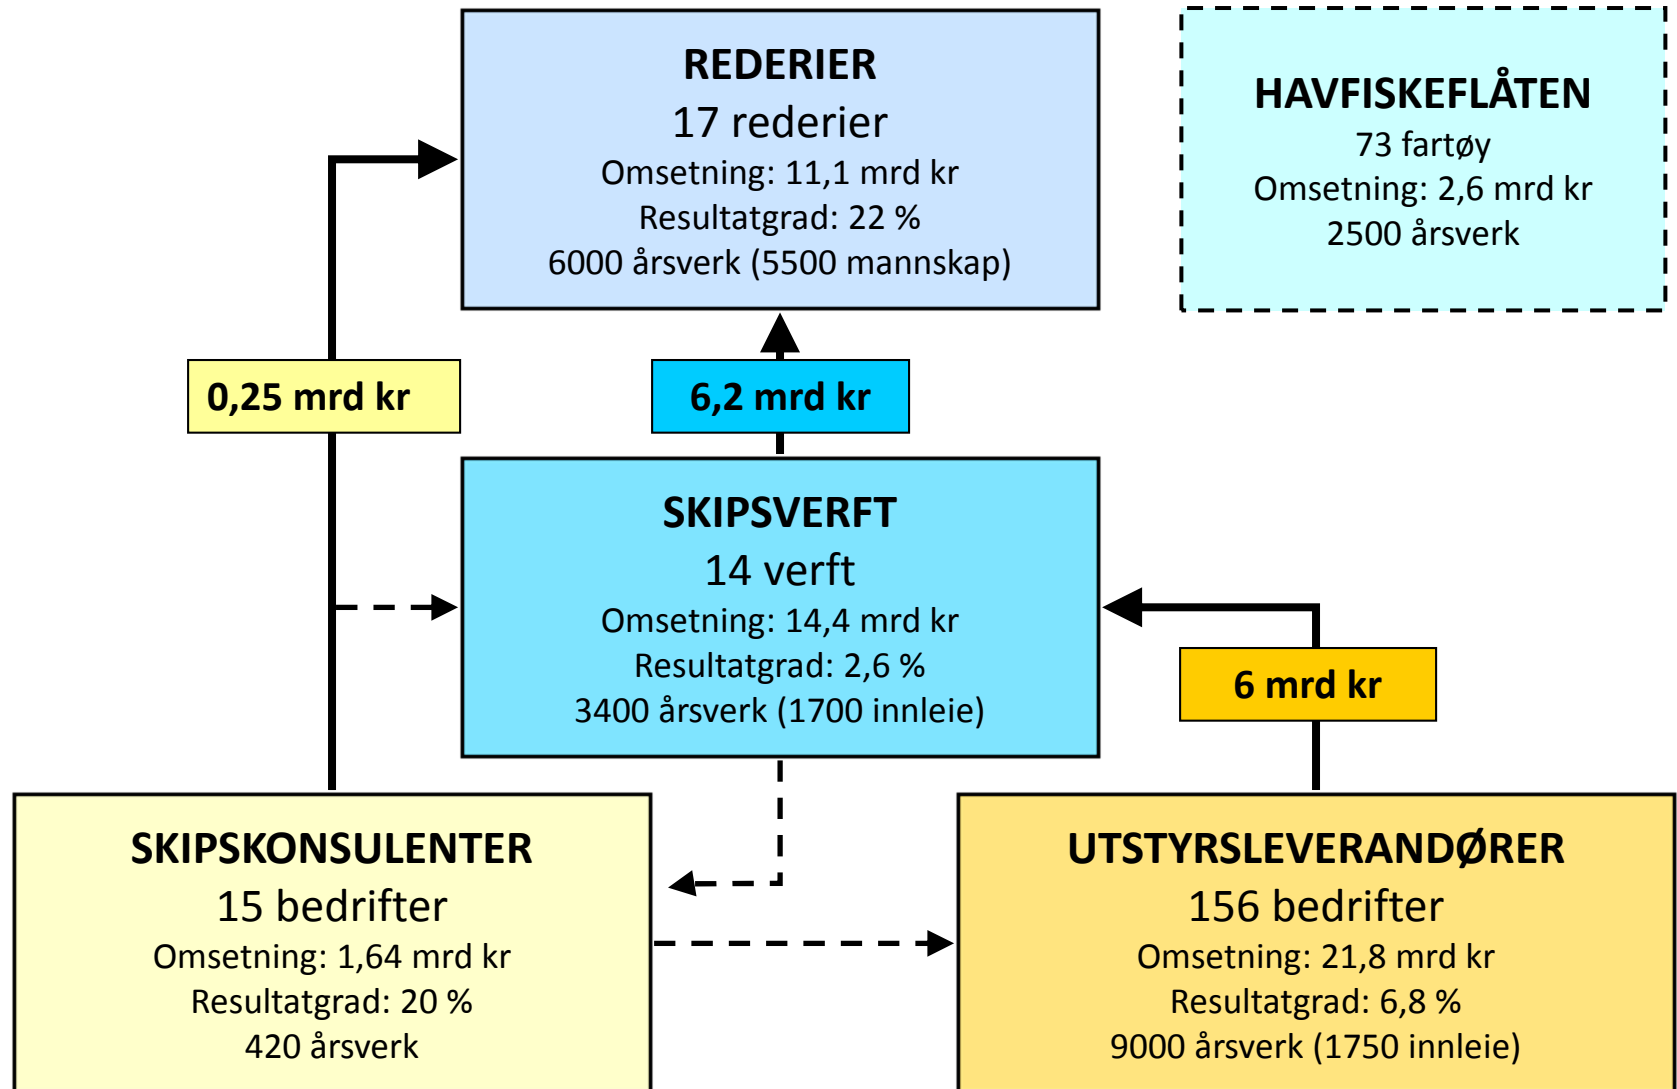 REDERIER
17 rederier
Omsetning: 11,1 mrd kr
Resultatgrad: 22 %
6000 årsverk (5500 mannskap)
HAVFISKEFLÅTEN
73 fartøy
Omsetning: 2,6 mrd kr
2500 årsverk
0,25 mrd kr
6,2 mrd kr
SKIPSVERFT
14 verft
Omsetning: 14,4 mrd kr
Resultatgrad: 2,6 %
3400 årsverk (1700 innleie)
6 mrd kr
SKIPSKONSULENTER
15 bedrifter
Omsetning: 1,64 mrd kr
Resultatgrad: 20 %
420 årsverk
UTSTYRSLEVERANDØRER
156 bedrifter
Omsetning: 21,8 mrd kr
Resultatgrad: 6,8 %
9000 årsverk (1750 innleie)